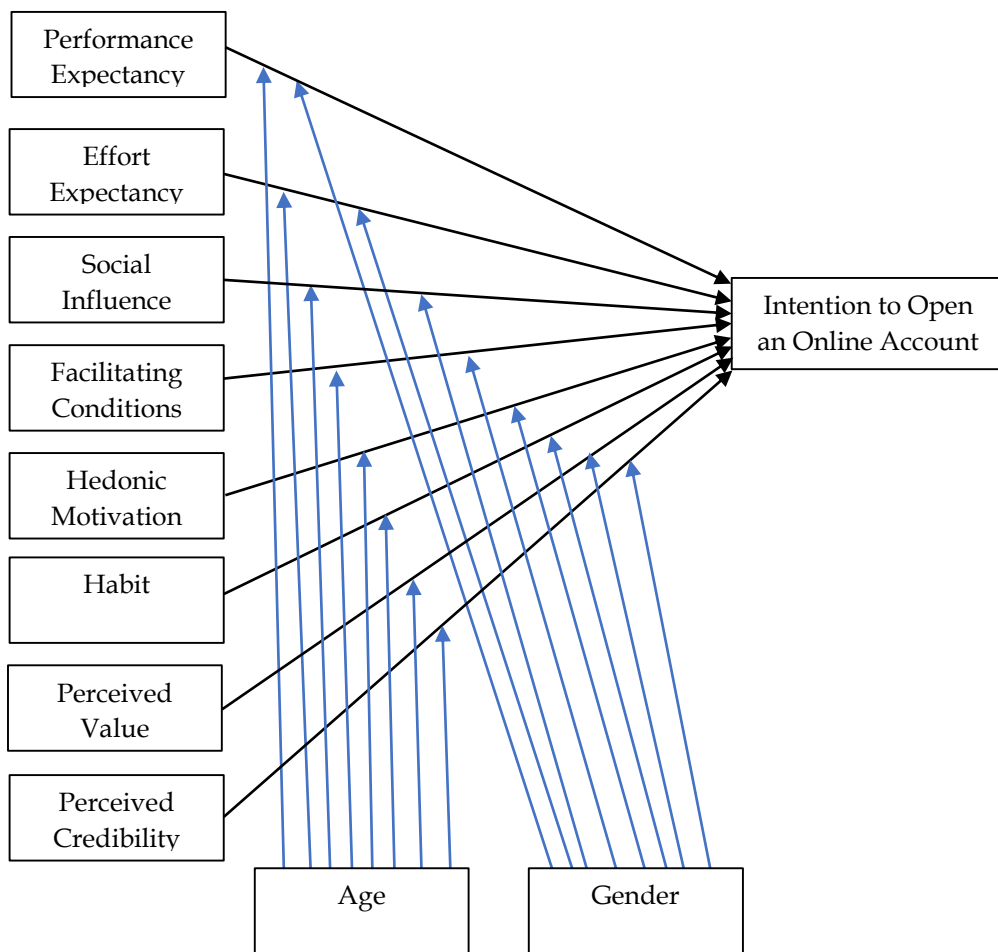 Performance
Expectancy
Effort
Expectancy
Social
Influence
Intention to Open
an Online Account
Facilitating
Conditions
Hedonic
Motivation
Habit
Perceived
Value
Perceived
Credibility
Age
Gender